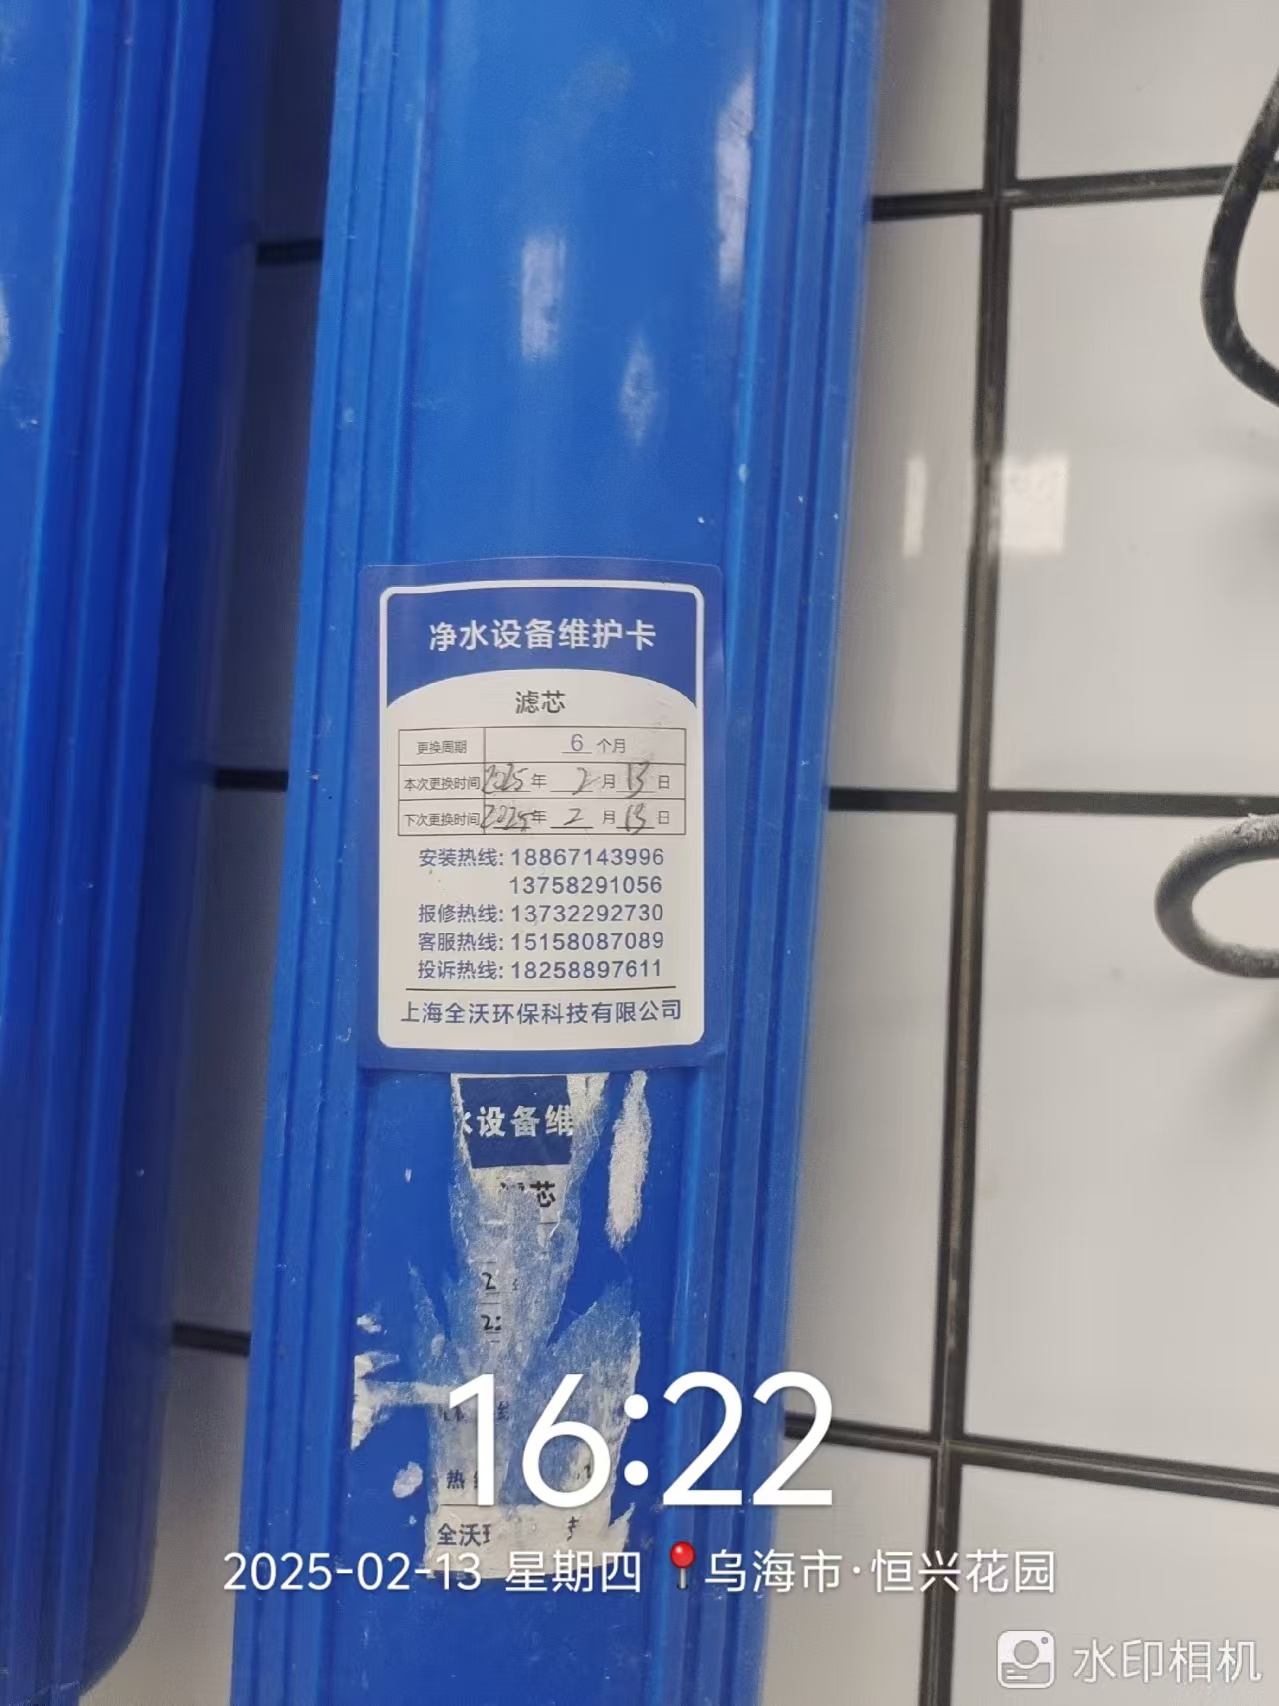 净水设备维护卡
滤芯
更换周期 6 个月
本次更换时间 2025 年 2 月 13 日
下次更换时间 2025 年 2 月 13 日
安装热线: 18867143996
13758291056
报修热线: 13732292730
客服热线: 15158087089
投诉热线: 18258897611
上海全沃环保科技有限公司
设备维
芯
热
全沃
16:22
2025-02-13 星期四 乌海市·恒兴花园
水印相机